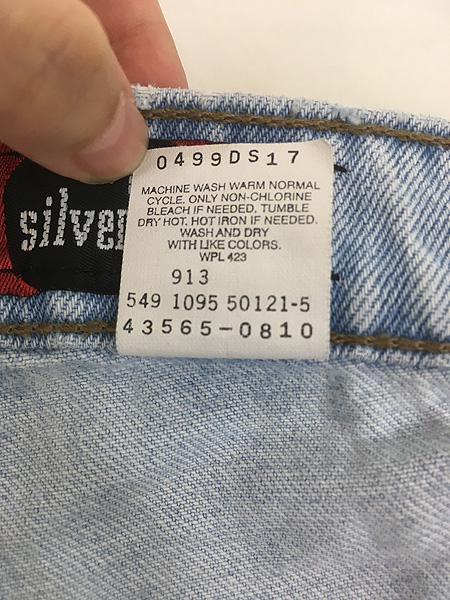 0499DS17
silver
MACHINE WASH WARM NORMAL
CYCLE. ONLY NON-CHLORINE
BLEACH IF NEEDED. TUMBLE
DRY HOT. HOT IRON IF NEEDED.
WASH AND DRY
WITH LIKE COLORS.
WPL 423
913
549 1095 50121-5
43565-0810